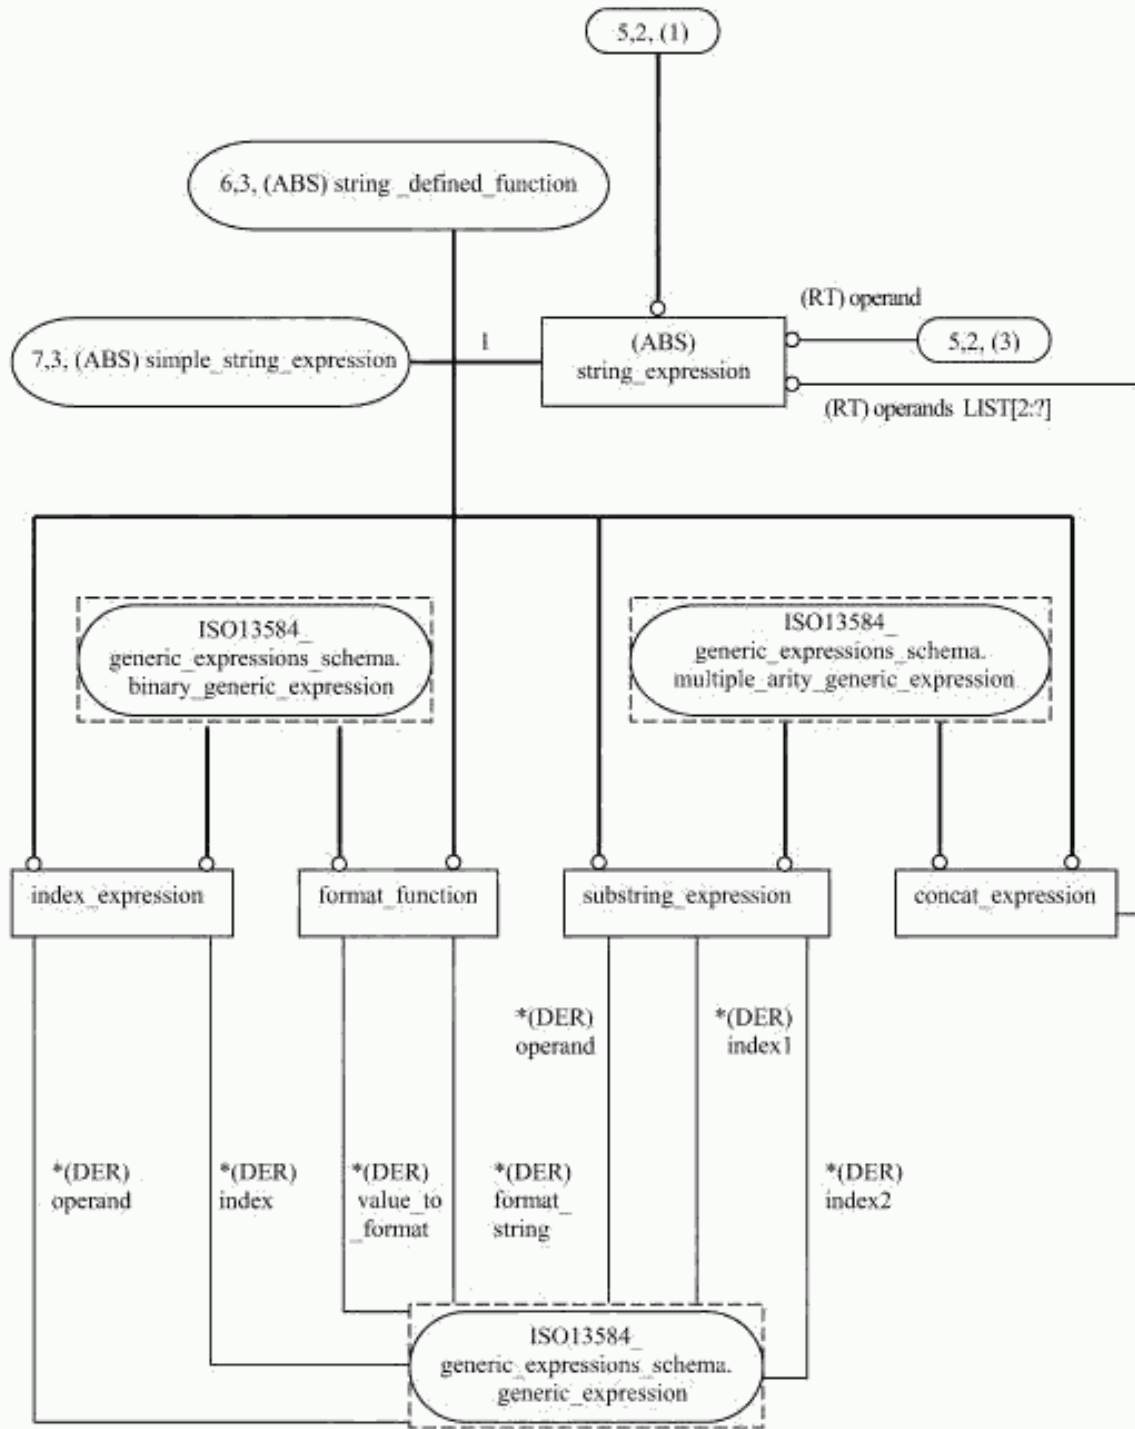 5,2, (1)
6,3, (ABS) string _defined_function
(RT) operand
7,3, (ABS) simple_string_expression
1
(ABS)
string_expression
5,2, (3)
(RT) operands LIST[2:?]
ISO13584_
generic_expressions_schema.
binary_generic_expression
ISO13584_
generic_expressions_schema.
multiple_arity_generic_expression
index_expression
format_function
substring_expression
concat_expression
*(DER)
operand
*(DER)
index1
*(DER)
operand
*(DER)
index
*(DER)
value_to
_format
*(DER)
format_
string
*(DER)
index2
ISO13584_
generic_expressions_schema.
generic_expression